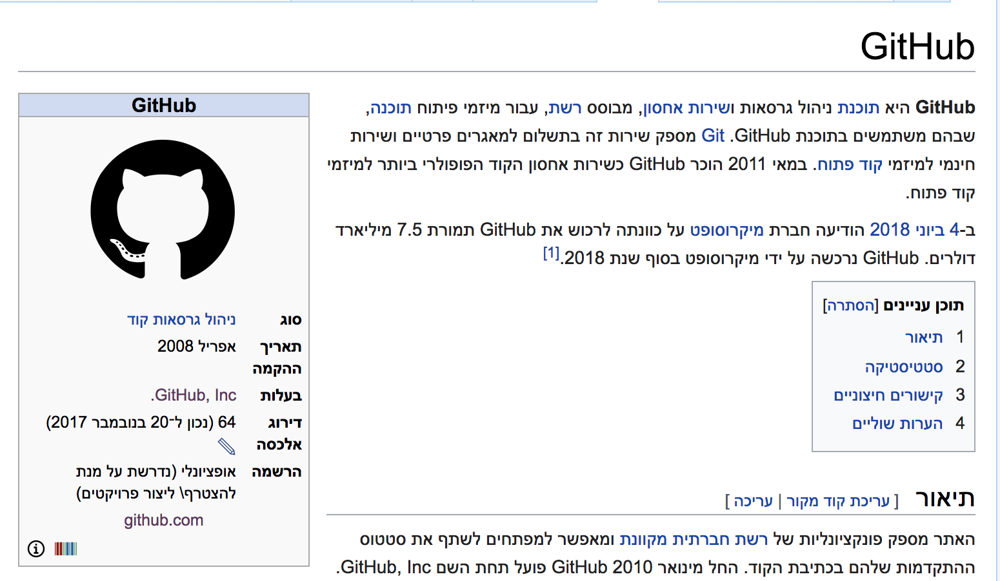 GitHub
GitHub היא תוכנת ניהול גרסאות ושירות אחסון, מבוסס רשת, עבור מיזמי פיתוח תוכנה,
שבהם משתמשים בתוכנת Git .GitHub מספק שירות זה בתשלום למאגרים פרטיים ושירות
חינמי למיזמי קוד פתוח. במאי 2011 הוכר GitHub כשירות אחסון הקוד הפופולרי ביותר למיזמי
קוד פתוח.
ב-4 ביוני 2018 הודיעה חברת מיקרוסופט על כוונתה לרכוש את GitHub תמורת 7.5 מיליארד
דולרים. GitHub נרכשה על ידי מיקרוסופט בסוף שנת 2018.[1]
תוכן עניינים [הסתרה]
1 תיאור
2 סטטיסטיקה
3 קישורים חיצוניים
4 הערות שוליים
תיאור [ עריכת קוד מקור | עריכה ]
האתר מספק פונקציונליות של רשת חברתית מקוונת ומאפשר למפתחים לשתף את סטטוס
ההתקדמות שלהם בכתיבת הקוד. החל מינואר 2010 GitHub פועל תחת השם GitHub, Inc.
GitHub
סוג ניהול גרסאות קוד
תאריך אפריל 2008
ההקמה
בעלות GitHub, Inc.
דירוג 64 (נכון ל־20 בנובמבר 2017)
אלכסה
הרשמה אופציונלי (נדרשת על מנת
להצטרף\ ליצור פרויקטים)
github.com